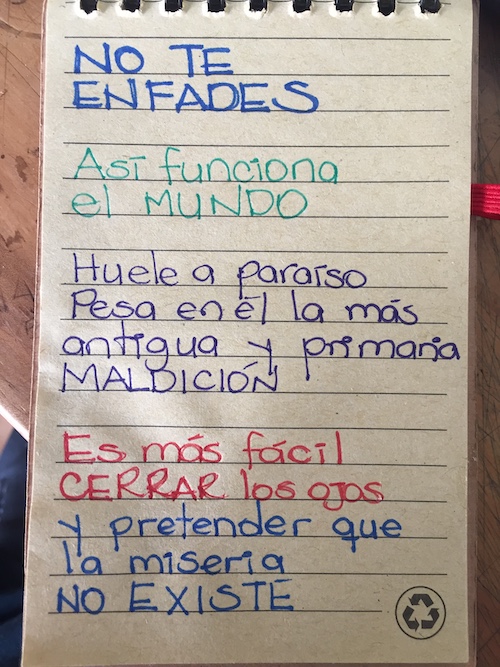 NO TE
ENFADES
Así funciona
el MUNDO
Huele a paraíso
Pesa en él la más
antigua y primaria
MALDICIÓN
Es más fácil
CERRAR los ojos
y pretender que
la miseria
NO EXISTE